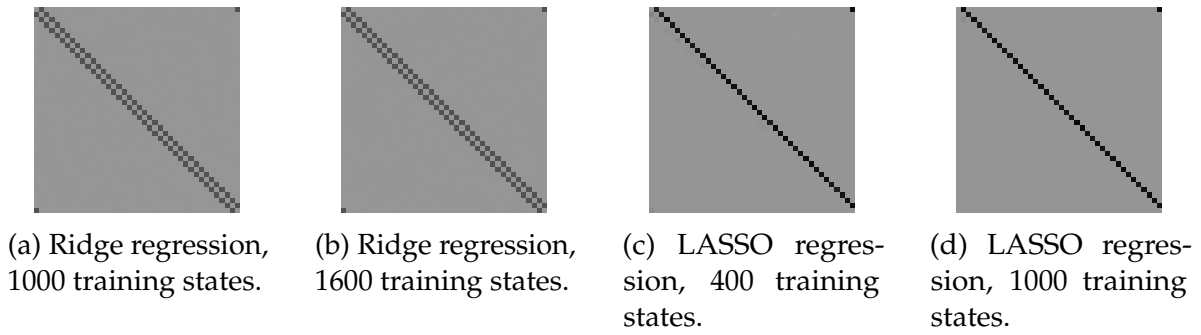 (a) Ridge regression,
1000 training states.
(b) Ridge regression,
1600 training states.
(c) LASSO regres-
sion, 400 training
states.
(d) LASSO regres-
sion, 1000 training
states.